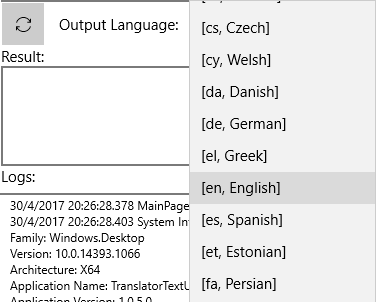 Output Language:
[cs, Czech]
Result:
[cy, Welsh]
[da, Danish]
[de, German]
[el, Greek]
Logs:
[en, English]
30/4/2017 20:26:28.378 MainPage
30/4/2017 20:26:28.403 System In
[es, Spanish]
Family: Windows.Desktop
Version: 10.0.14393.1066
[et, Estonian]
Architecture: X64
Application Name: TranslatorTextU
[fa, Persian]
Application Version: 1.0.5.0